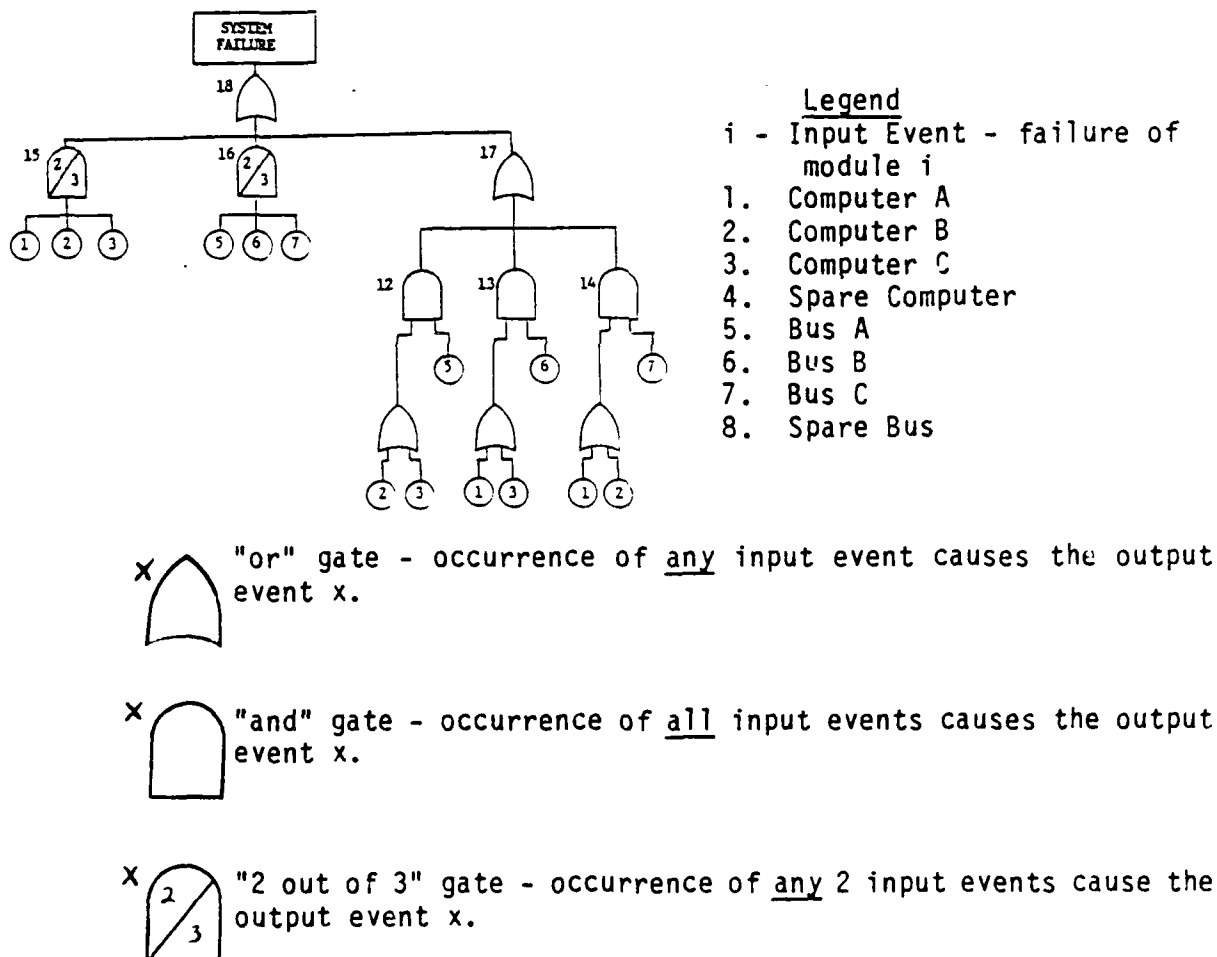 SYSTEM
FAILURE
18
15
2
3
16
2
3
17
1
2
3
5
6
7
12
13
14
5
6
7
2
3
1
3
1
2
Legend
i - Input Event - failure of
module i
1. Computer A
2. Computer B
3. Computer C
4. Spare Computer
5. Bus A
6. Bus B
7. Bus C
8. Spare Bus
x
"or" gate - occurrence of any input event causes the output
event x.
x
"and" gate - occurrence of all input events causes the output
event x.
x
2
3
"2 out of 3" gate - occurrence of any 2 input events cause the
output event x.